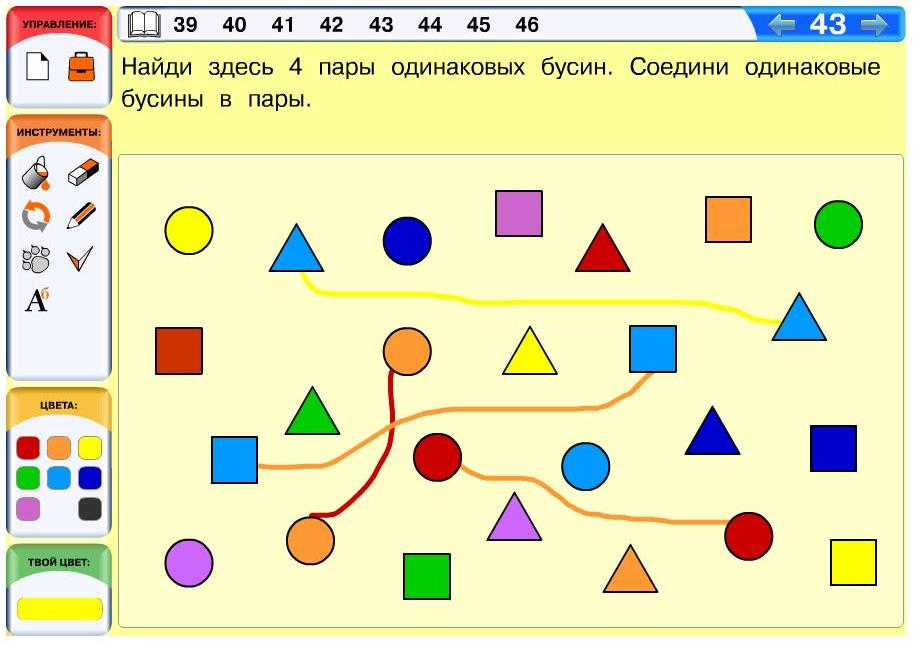 УПРАВЛЕНИЕ:
39 40 41 42 43 44 45 46
43
Найди здесь 4 пары одинаковых бусин. Соедини одинаковые
бусины в пары.
ИНСТРУМЕНТЫ:
Аб
ЦВЕТА:
ТВОЙ ЦВЕТ: